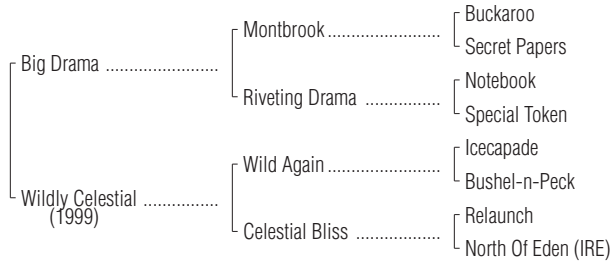 Buckaroo
Montbrook ......................
Secret Papers
Big Drama ......................
Notebook
Riveting Drama ...............
Special Token
Icecapade
Wild Again ......................
Bushel-n-Peck
Wildly Celestial ...............
(1999)
Relaunch
Celestial Bliss ................
North Of Eden (IRE)